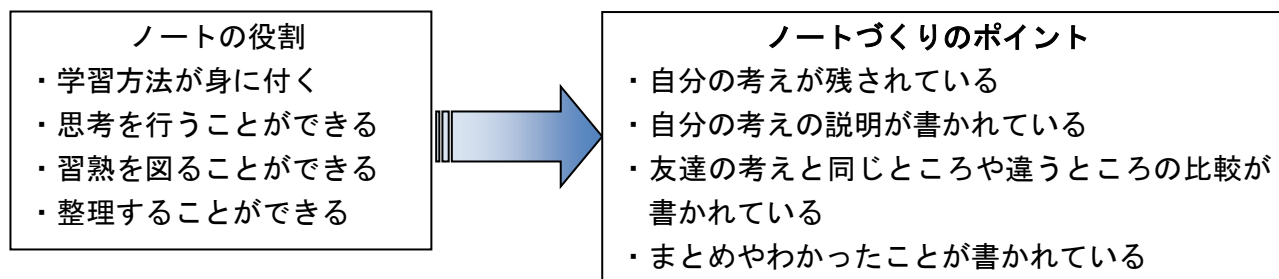 ノートの役割
・学習方法が身に付く
・思考を行うことができる
・習熟を図ることができる
・整理することができる
ノートづくりのポイント
・自分の考えが残されている
・自分の考えの説明が書かれている
・友達の考えと同じところや違うところの比較が
書かれている
・まとめやわかったことが書かれている